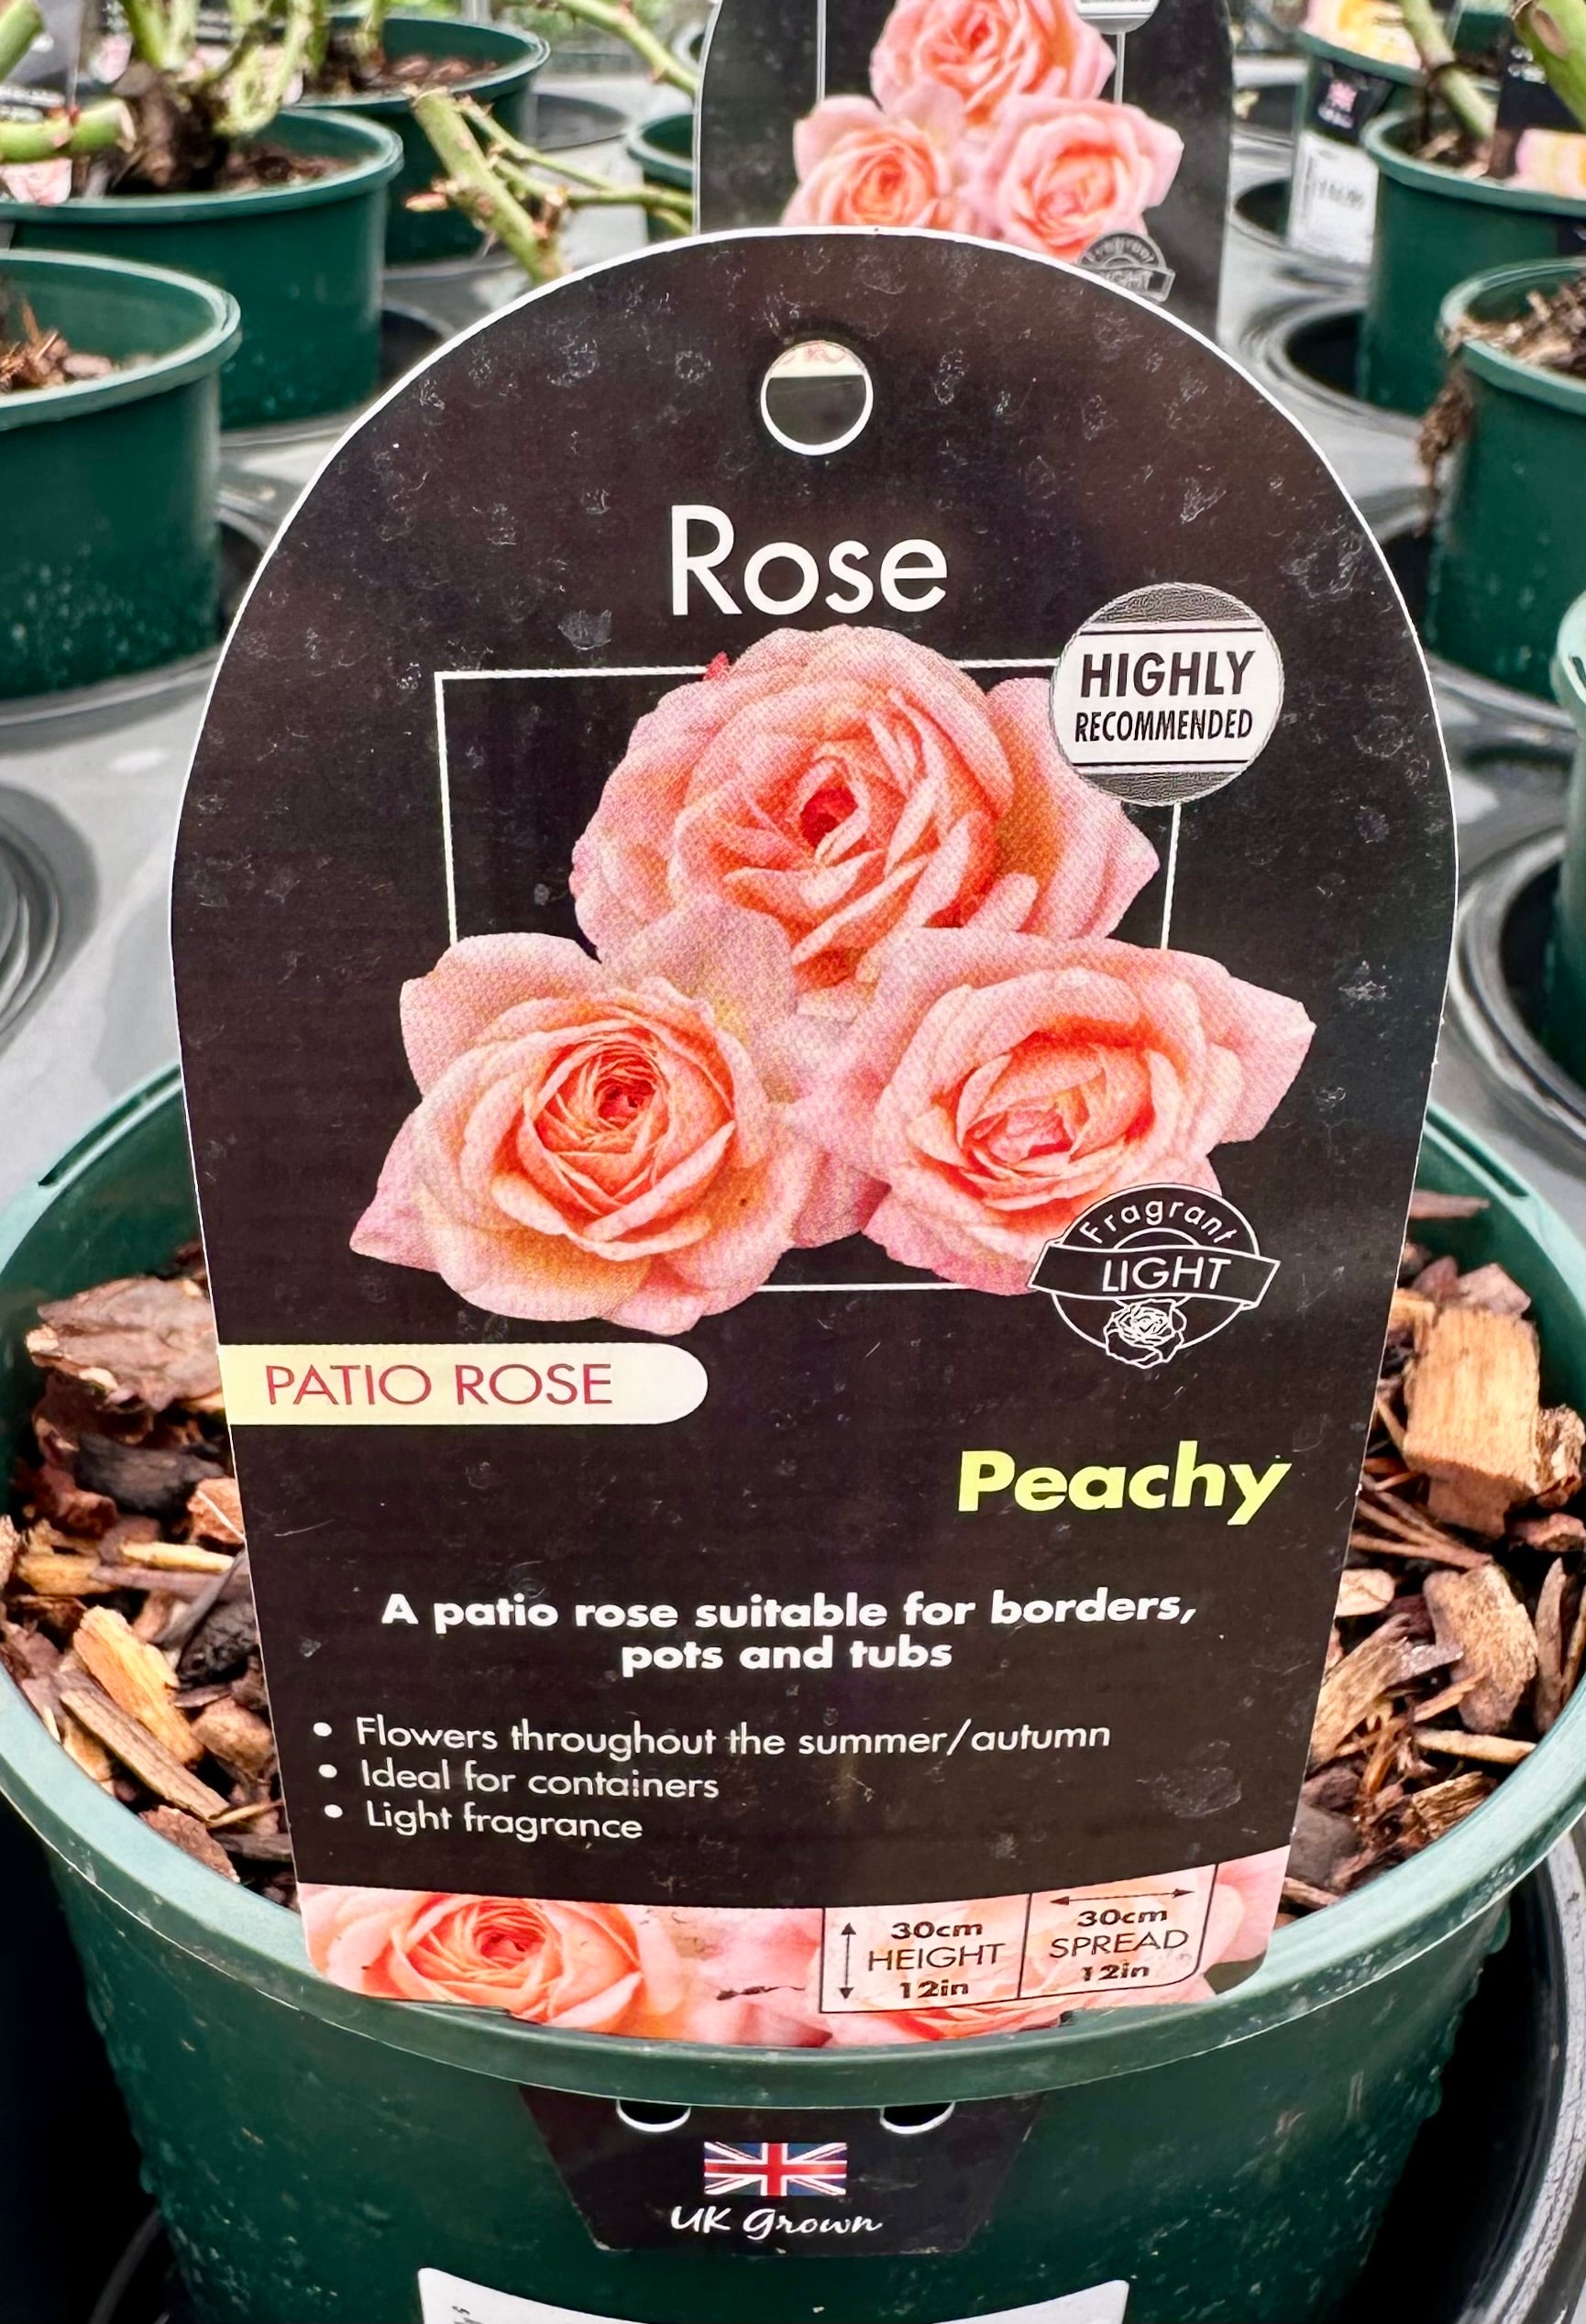 Rose
HIGHLY
RECOMMENDED
Fragrant
LIGHT
PATIO ROSE
Peachy
A patio rose suitable for borders,
pots and tubs
• Flowers throughout the summer/autumn
• Ideal for containers
• Light fragrance
30cm
HEIGHT
12in
30cm
SPREAD
12in
UK Grown